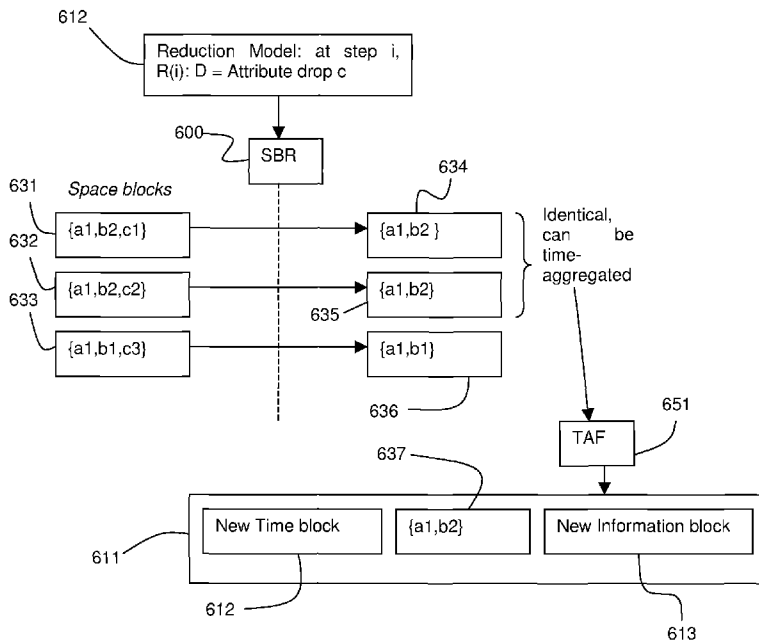 612
Reduction Model: at step i,
R(i): D = Attribute drop c
600
SBR
634
631
Space blocks
{a1,b2,c1}
{a1,b2 }
Identical,
can be
time-
aggregated
632
{a1,b2,c2}
{a1,b2}
633
635
{a1,b1,c3}
{a1,b1}
636
651
TAF
637
New Time block
{a1,b2}
New Information block
611
612
613